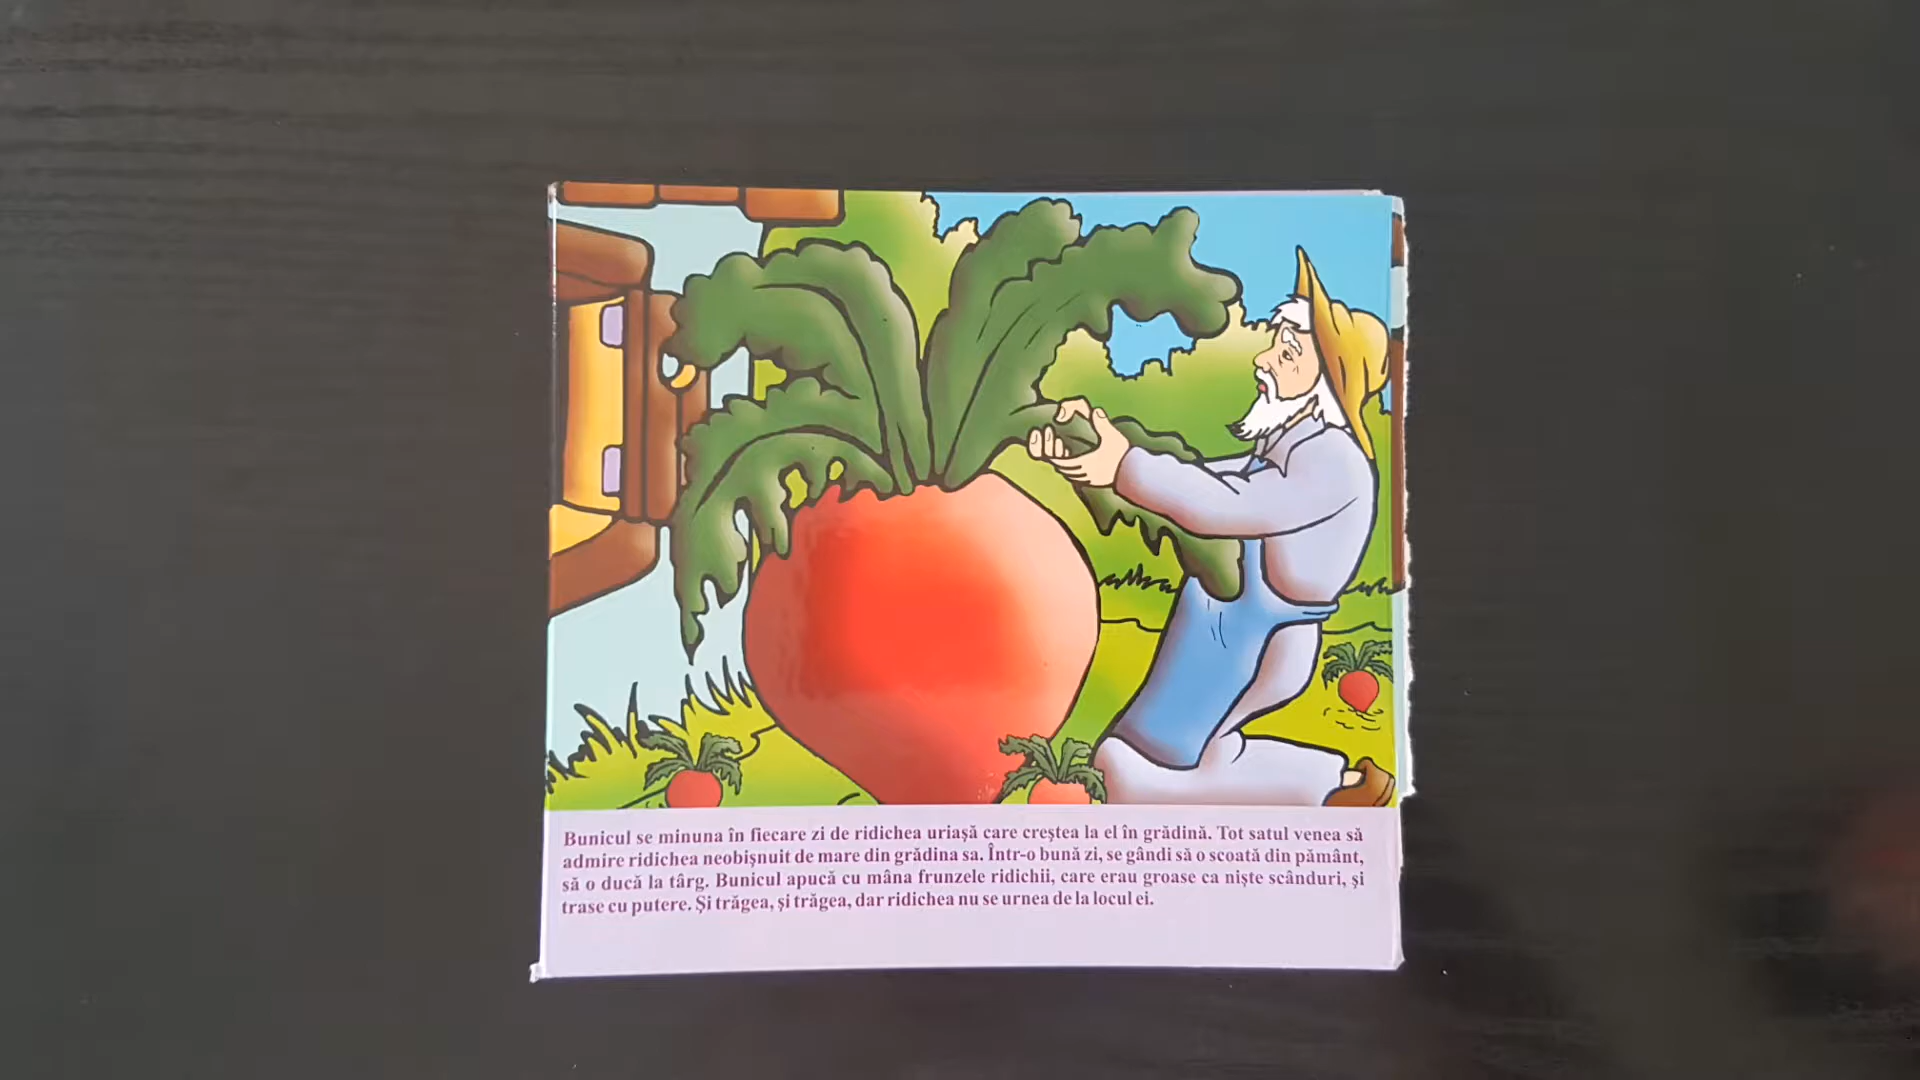 Bunicul se minuna în fiecare zi de ridichea uriașă care creștea la el în grădină. Tot satul venea să
admire ridichea neobișnuit de mare din grădina sa. Într-o bună zi, se gândi să o scoată din pământ,
să o ducă la târg. Bunicul apucă cu mâna frunzele ridichii, care erau groase ca niște scânduri, și
trase cu putere. Și trăgea, și trăgea, dar ridichea nu se urnea de la locul ei.